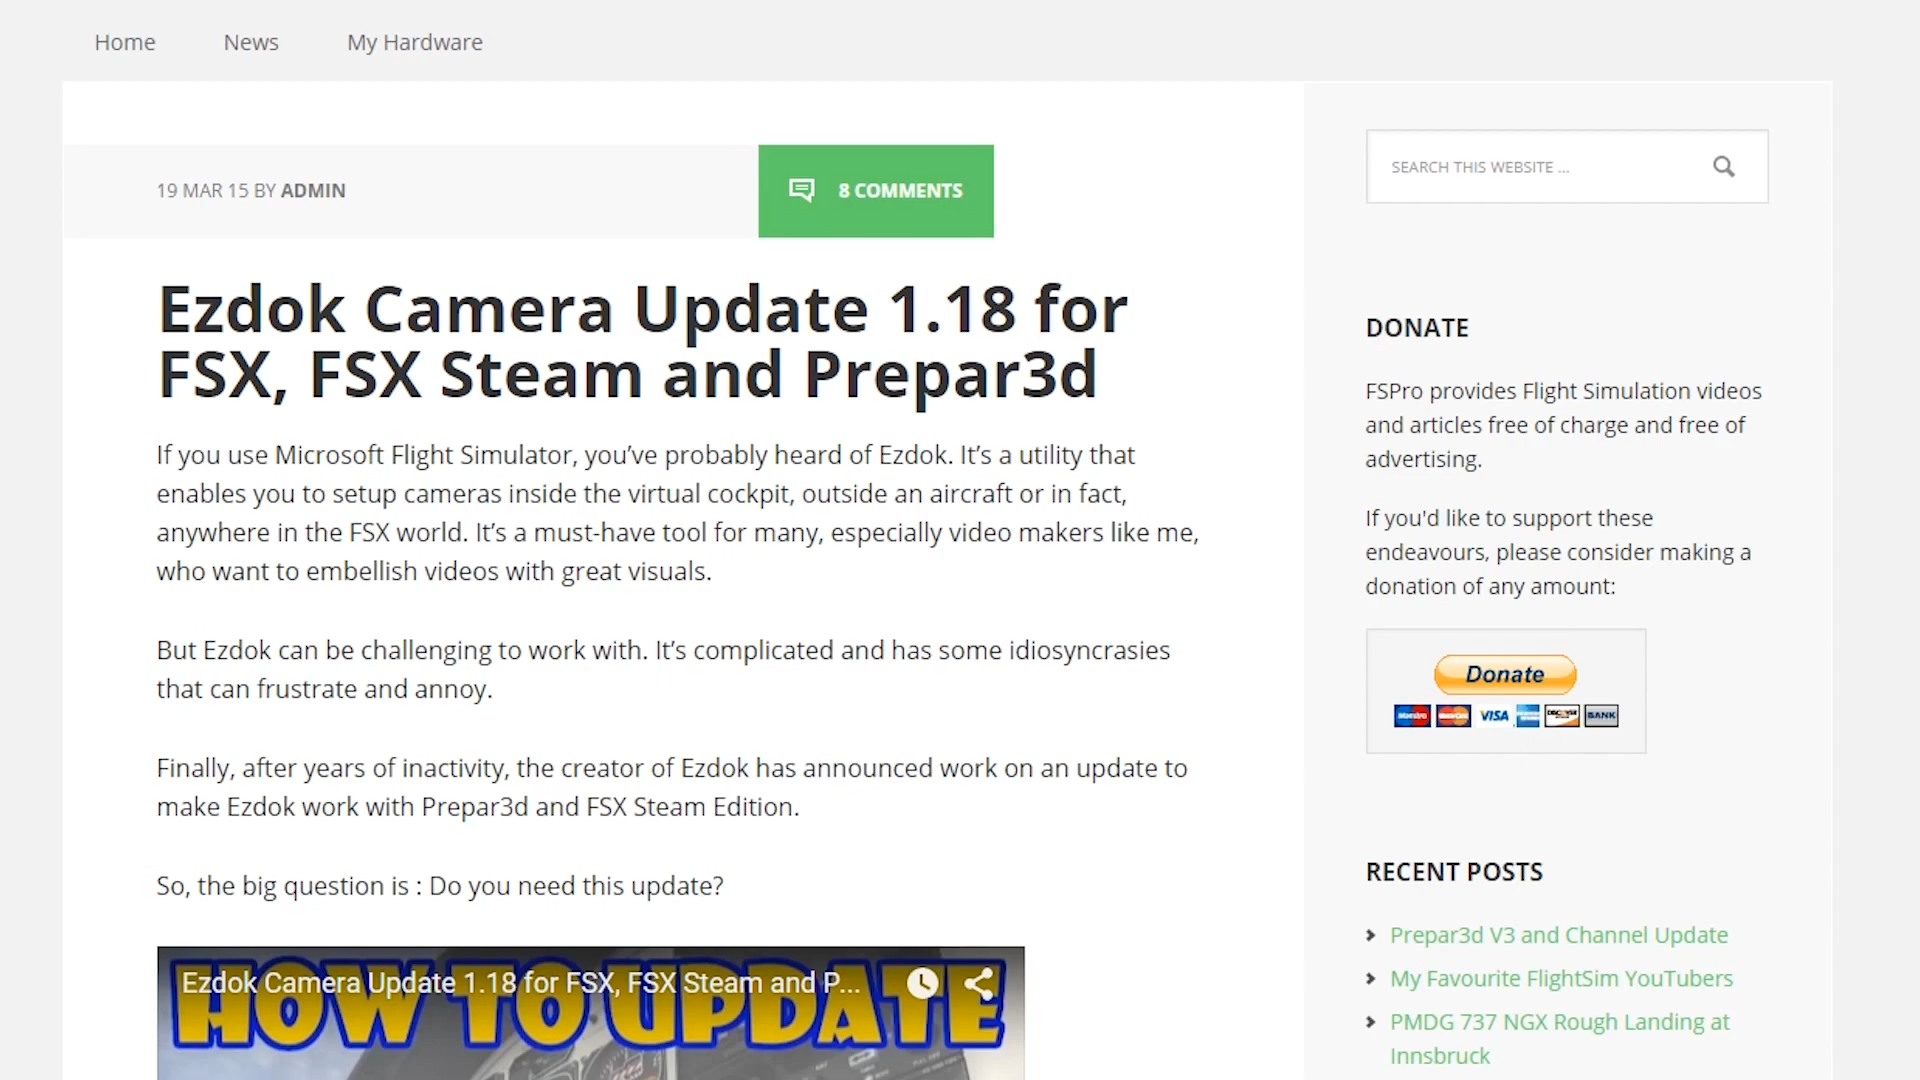 Home News My Hardware
19 MAR 15 BY ADMIN
8 COMMENTS
Ezdok Camera Update 1.18 for
FSX, FSX Steam and Prepar3d
If you use Microsoft Flight Simulator, you’ve probably heard of Ezdok. It’s a utility that
enables you to setup cameras inside the virtual cockpit, outside an aircraft or in fact,
anywhere in the FSX world. It’s a must-have tool for many, especially video makers like me,
who want to embellish videos with great visuals.
But Ezdok can be challenging to work with. It’s complicated and has some idiosyncrasies
that can frustrate and annoy.
Finally, after years of inactivity, the creator of Ezdok has announced work on an update to
make Ezdok work with Prepar3d and FSX Steam Edition.
So, the big question is : Do you need this update?
Ezdok Camera Update 1.18 for FSX, FSX Steam and P...
HOW TO UPDATE
SEARCH THIS WEBSITE ...
DONATE
FSPro provides Flight Simulation videos
and articles free of charge and free of
advertising.
If you'd like to support these
endeavours, please consider making a
donation of any amount:
Donate
Maestro MasterCard VISA DISCOVER BANK
RECENT POSTS
Prepar3d V3 and Channel Update
My Favourite FlightSim YouTubers
PMDG 737 NGX Rough Landing at
Innsbruck